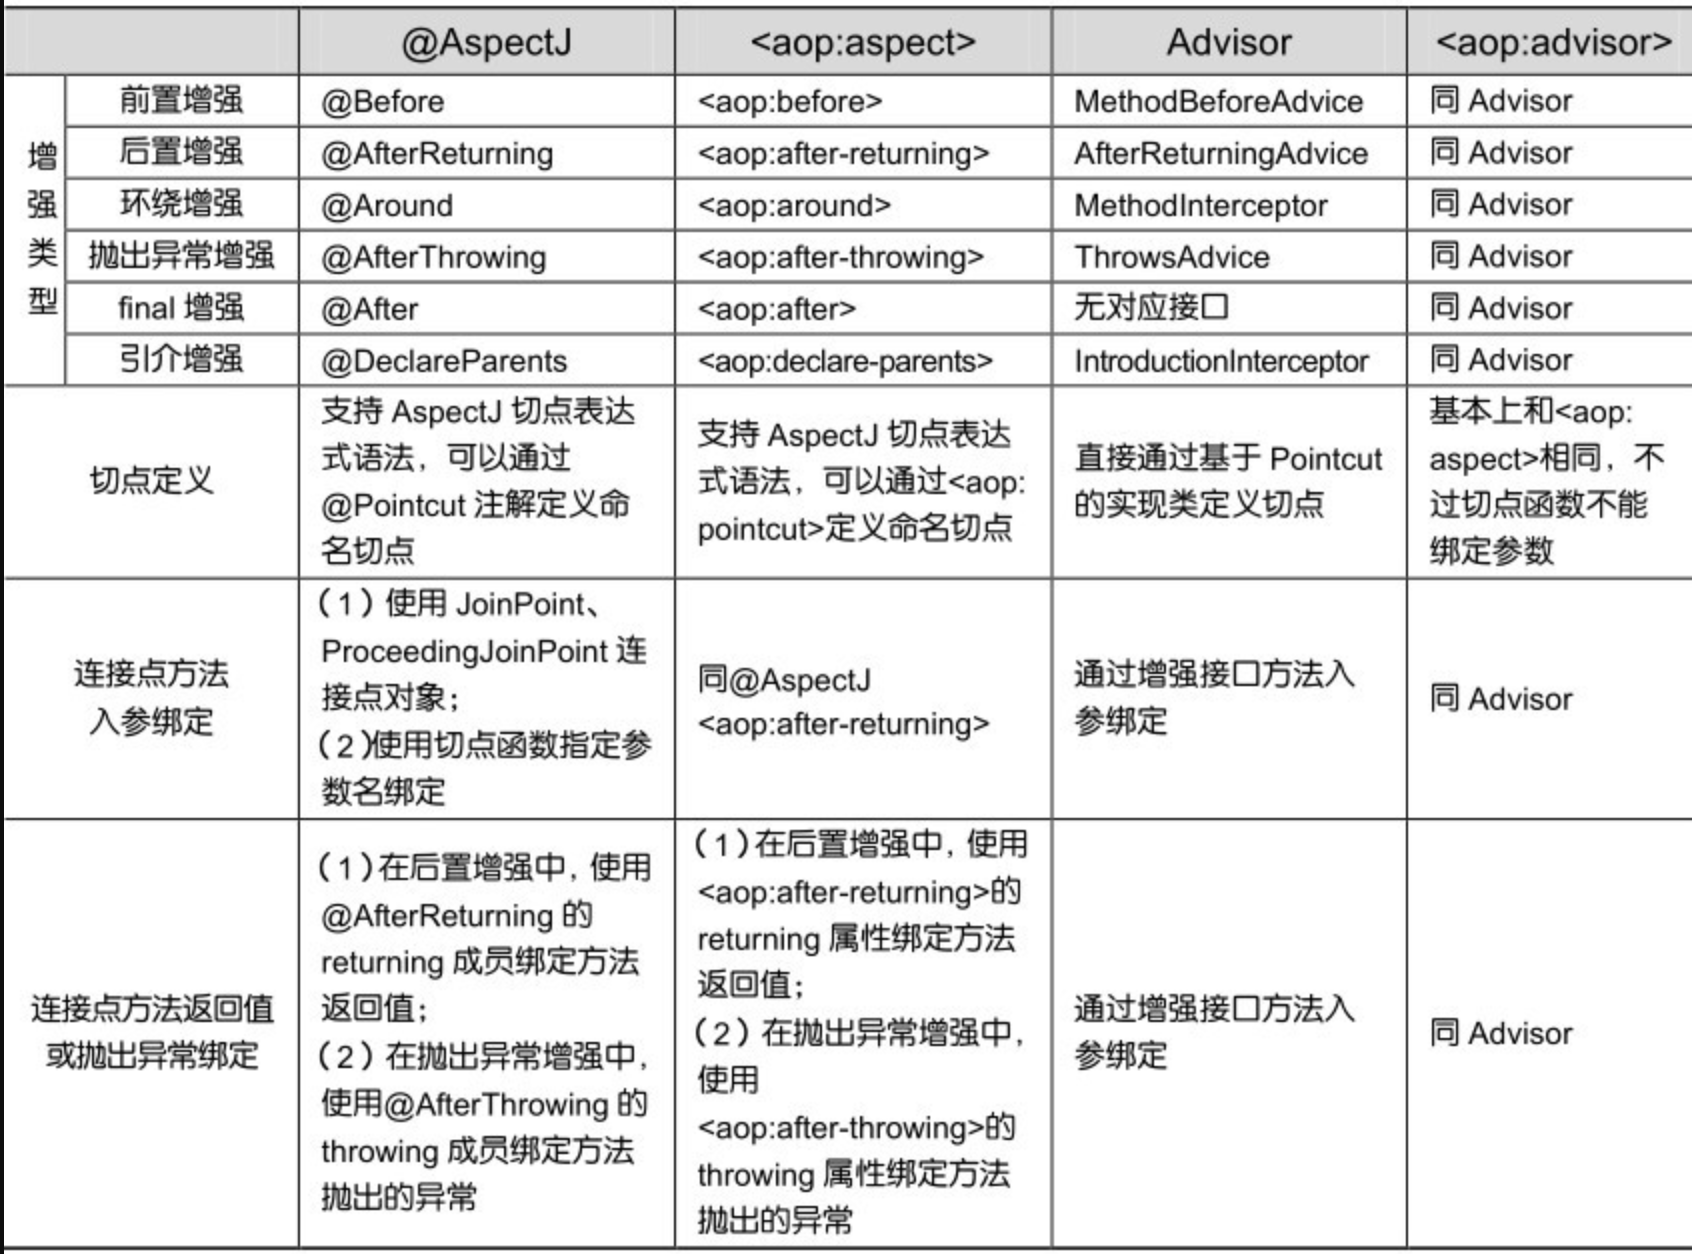 @AspectJ
<aop:aspect>
Advisor
<aop:advisor>
增
强
类
型
前置增强
@Before
<aop:before>
MethodBeforeAdvice
同 Advisor
后置增强
@AfterReturning
<aop:after-returning>
AfterReturningAdvice
同 Advisor
环绕增强
@Around
<aop:around>
MethodInterceptor
同 Advisor
抛出异常增强
@AfterThrowing
<aop:after-throwing>
ThrowsAdvice
同 Advisor
final 增强
@After
<aop:after>
无对应接口
同 Advisor
引介增强
@DeclareParents
<aop:declare-parents>
IntroductionInterceptor
同 Advisor
切点定义
支持 AspectJ 切点表达
式语法，可以通过
@Pointcut 注解定义命
名切点
支持 AspectJ 切点表达
式语法，可以通过<aop:
pointcut>定义命名切点
直接通过基于 Pointcut
的实现类定义切点
基本上和<aop:
aspect>相同，不
过切点函数不能
绑定参数
连接点方法
入参绑定
（1）使用 JoinPoint、
ProceedingJoinPoint 连
接点对象；
（2）使用切点函数指定参
数名绑定
同@AspectJ
<aop:after-returning>
通过增强接口方法入
参绑定
同 Advisor
连接点方法返回值
或抛出异常绑定
（1）在后置增强中，使用
@AfterReturning 的
returning 成员绑定方法
返回值；
（2）在抛出异常增强中，
使用@AfterThrowing 的
throwing 成员绑定方法
抛出的异常
（1）在后置增强中，使用
<aop:after-returning>的
returning 属性绑定方法
返回值；
（2）在抛出异常增强中，
使用
<aop:after-throwing>的
throwing 属性绑定方法
抛出的异常
通过增强接口方法入
参绑定
同 Advisor